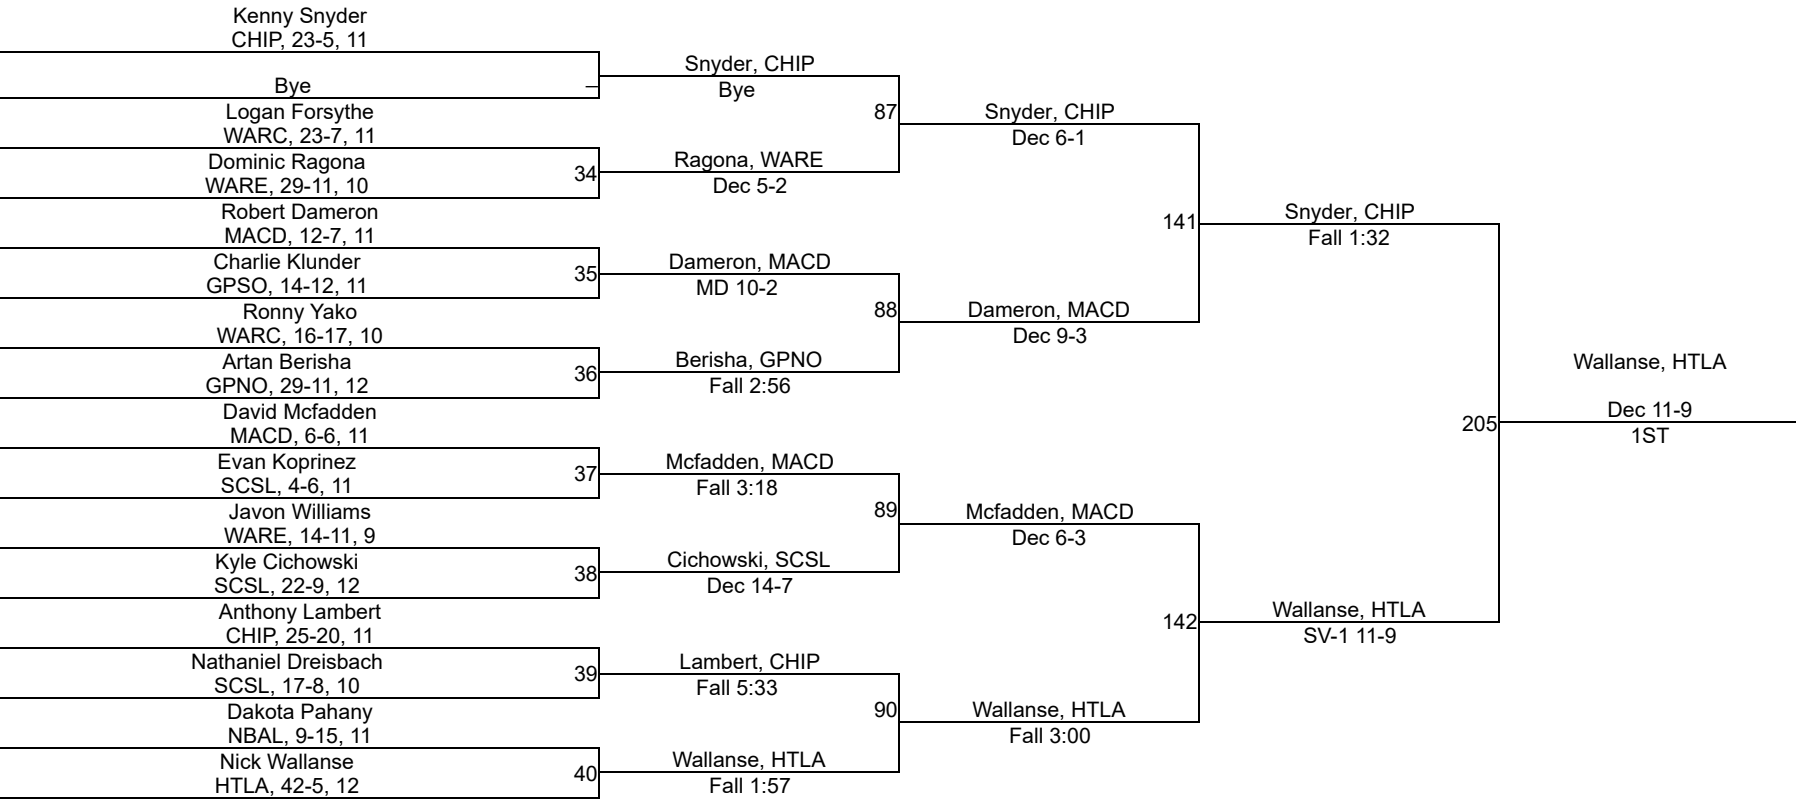 Kenny Snyder
CHIP, 23-5, 11
Bye
–
Logan Forsythe
WARC, 23-7, 11
Dominic Ragona
WARE, 29-11, 10
34
Robert Dameron
MACD, 12-7, 11
Charlie Klunder
GPSO, 14-12, 11
35
Ronny Yako
WARC, 16-17, 10
Artan Berisha
GPNO, 29-11, 12
36
David Mcfadden
MACD, 6-6, 11
Evan Koprinez
SCSL, 4-6, 11
37
Javon Williams
WARE, 14-11, 9
Kyle Cichowski
SCSL, 22-9, 12
38
Anthony Lambert
CHIP, 25-20, 11
Nathaniel Dreisbach
SCSL, 17-8, 10
39
Dakota Pahany
NBAL, 9-15, 11
Nick Wallanse
HTLA, 42-5, 12
40
Snyder, CHIP
Bye
87
Ragona, WARE
Dec 5-2
Dameron, MACD
MD 10-2
88
Berisha, GPNO
Fall 2:56
Mcfadden, MACD
Fall 3:18
89
Cichowski, SCSL
Dec 14-7
Lambert, CHIP
Fall 5:33
90
Wallanse, HTLA
Fall 1:57
Snyder, CHIP
Dec 6-1
141
Dameron, MACD
Dec 9-3
Mcfadden, MACD
Dec 6-3
142
Wallanse, HTLA
Fall 3:00
Snyder, CHIP
Fall 1:32
205
Wallanse, HTLA
SV-1 11-9
Wallanse, HTLA
Dec 11-9
1ST